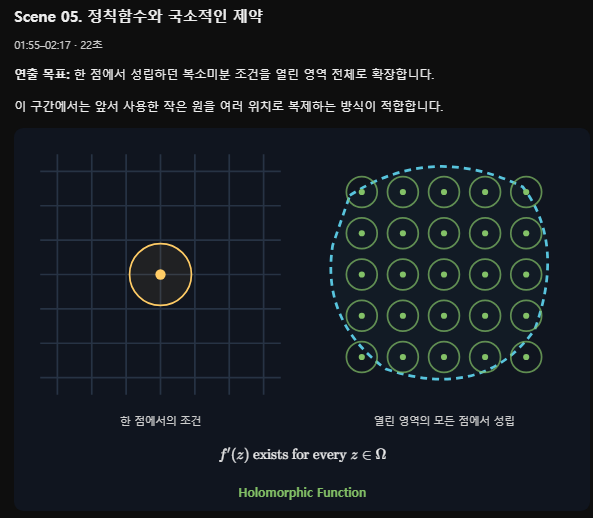 Scene 05. 정칙함수와 국소적인 제약
01:55–02:17 · 22초
연출 목표: 한 점에서 성립하던 복소미분 조건을 열린 영역 전체로 확장합니다.
이 구간에서는 앞서 사용한 작은 원을 여러 위치로 복제하는 방식이 적합합니다.
한 점에서의 조건
열린 영역의 모든 점에서 성립
f′(z) exists for every z ∈ Ω
Holomorphic Function